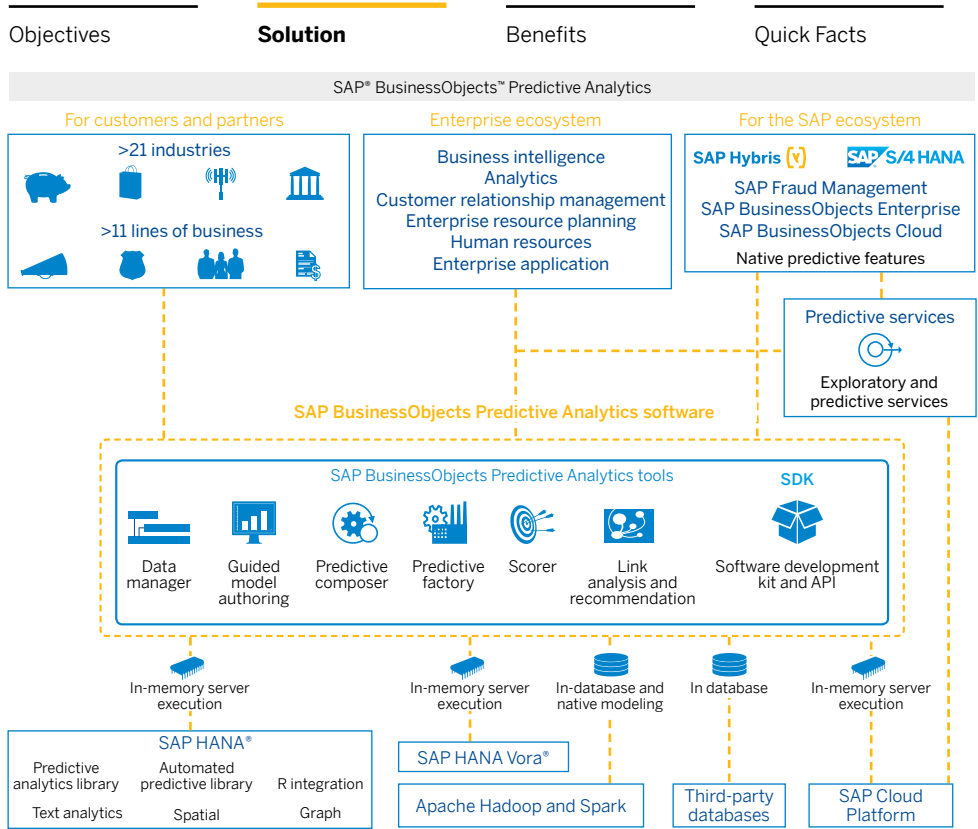 Objectives
Solution
Benefits
Quick Facts
SAP® BusinessObjects™ Predictive Analytics
For customers and partners
Enterprise ecosystem
For the SAP ecosystem
>21 industries
>11 lines of business
Business intelligence
Analytics
Customer relationship management
Enterprise resource planning
Human resources
Enterprise application
SAP Hybris (y)
SAP S/4HANA
SAP Fraud Management
SAP BusinessObjects Enterprise
SAP BusinessObjects Cloud
Native predictive features
Predictive services
Exploratory and
predictive services
SAP BusinessObjects Predictive Analytics software
SAP BusinessObjects Predictive Analytics tools
SDK
Data
manager
Guided
model
authoring
Predictive
composer
Predictive
factory
Scorer
Link
analysis and
recommendation
Software development
kit and API
In-memory server
execution
In-memory server
execution
In-database and
native modeling
In database
In-memory server
execution
SAP HANA®
Predictive
analytics library
Automated
predictive library
R integration
Text analytics
Spatial
Graph
SAP HANA Vora®
Apache Hadoop and Spark
Third-party
databases
SAP Cloud
Platform